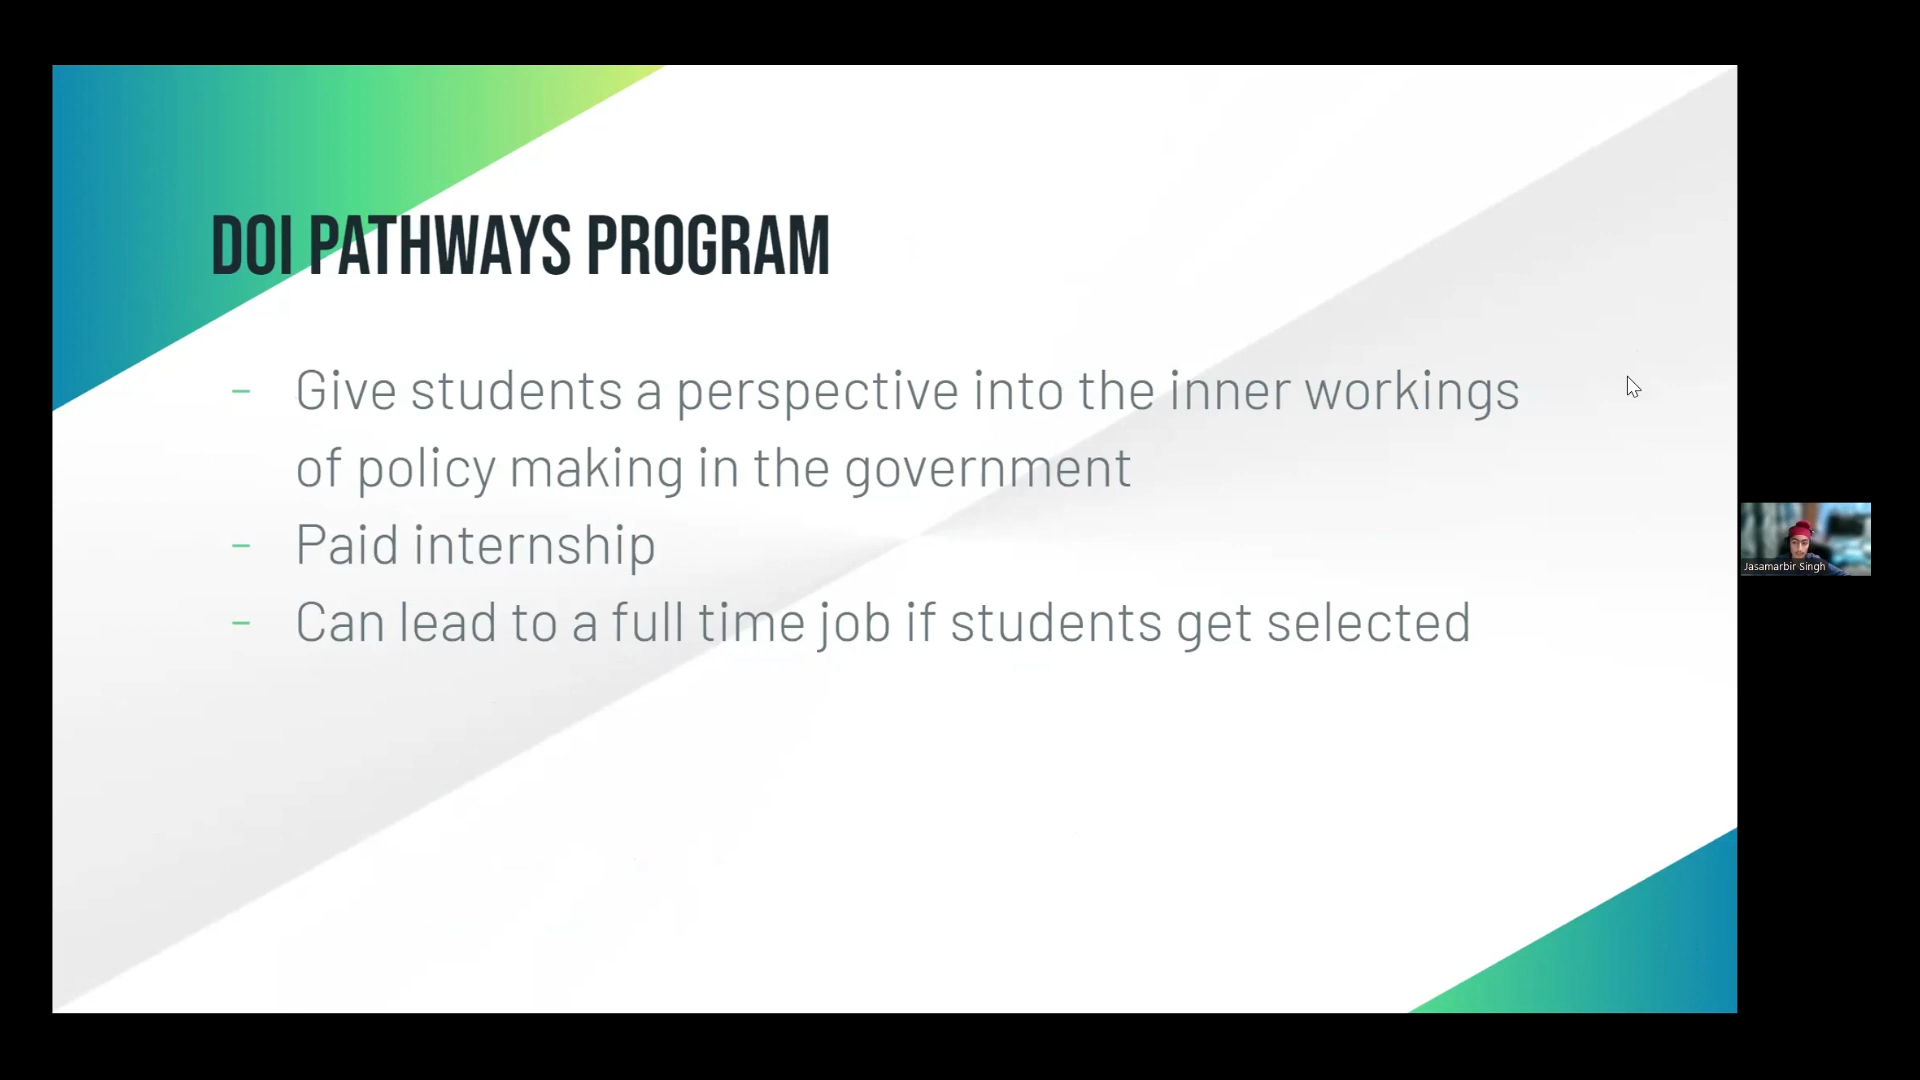 DOI PATHWAYS PROGRAM
- Give students a perspective into the inner workings
of policy making in the government
- Paid internship
- Can lead to a full time job if students get selected
Jasamarbir Singh